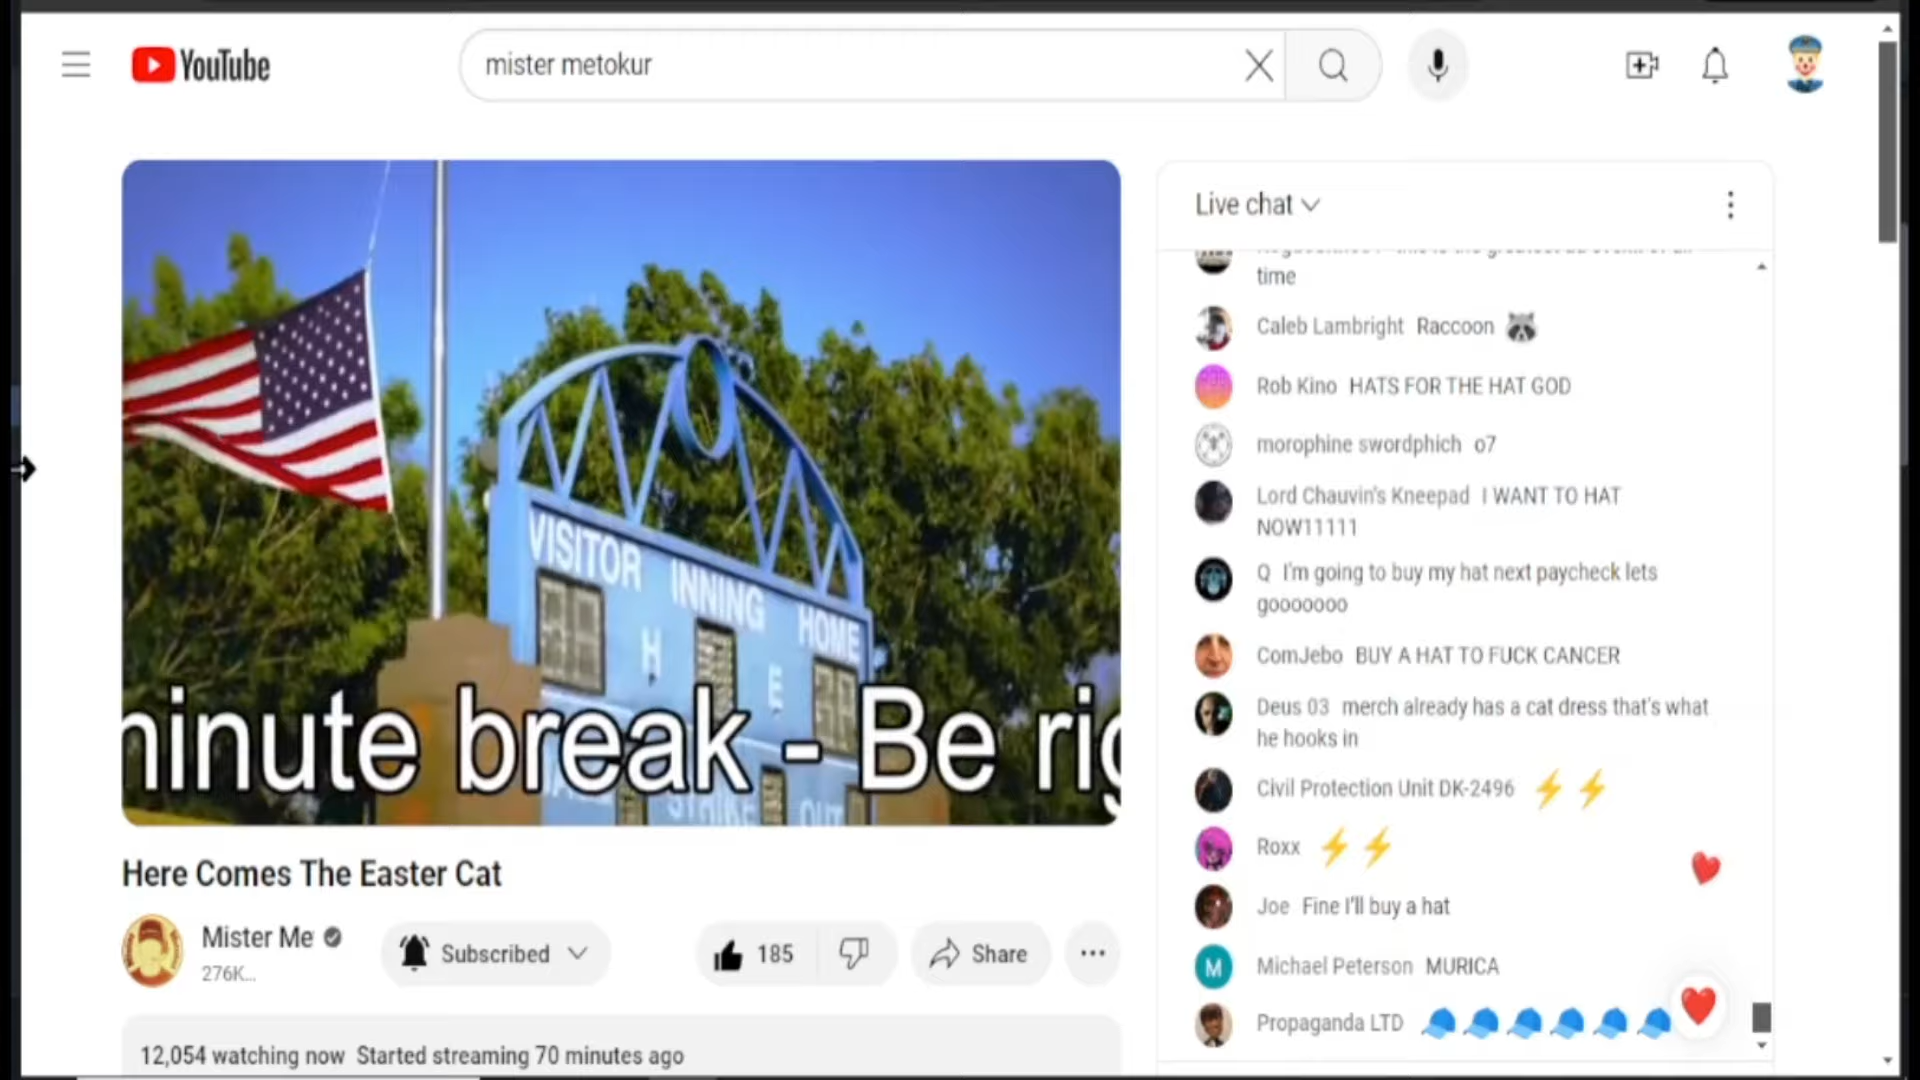 YouTube
mister metokur
VISITOR INNING HOME
H
E
minute break - Be rig
STRIKE OUT
Here Comes The Easter Cat
Mister Me
276K...
Subscribed
185
Share
12,054 watching now Started streaming 70 minutes ago
Live chat
time
Caleb Lambright Raccoon 🦝
Rob Kino HATS FOR THE HAT GOD
morophine swordphich o7
Lord Chauvin's Kneepad I WANT TO HAT
NOW11111
Q I'm going to buy my hat next paycheck lets
gooooooo
ComJebo BUY A HAT TO FUCK CANCER
Deus 03 merch already has a cat dress that's what
he hooks in
Civil Protection Unit DK-2496 ⚡⚡
Roxx ⚡⚡
Joe Fine I'll buy a hat
M
Michael Peterson MURICA
Propaganda LTD 🧢🧢🧢🧢🧢🧢